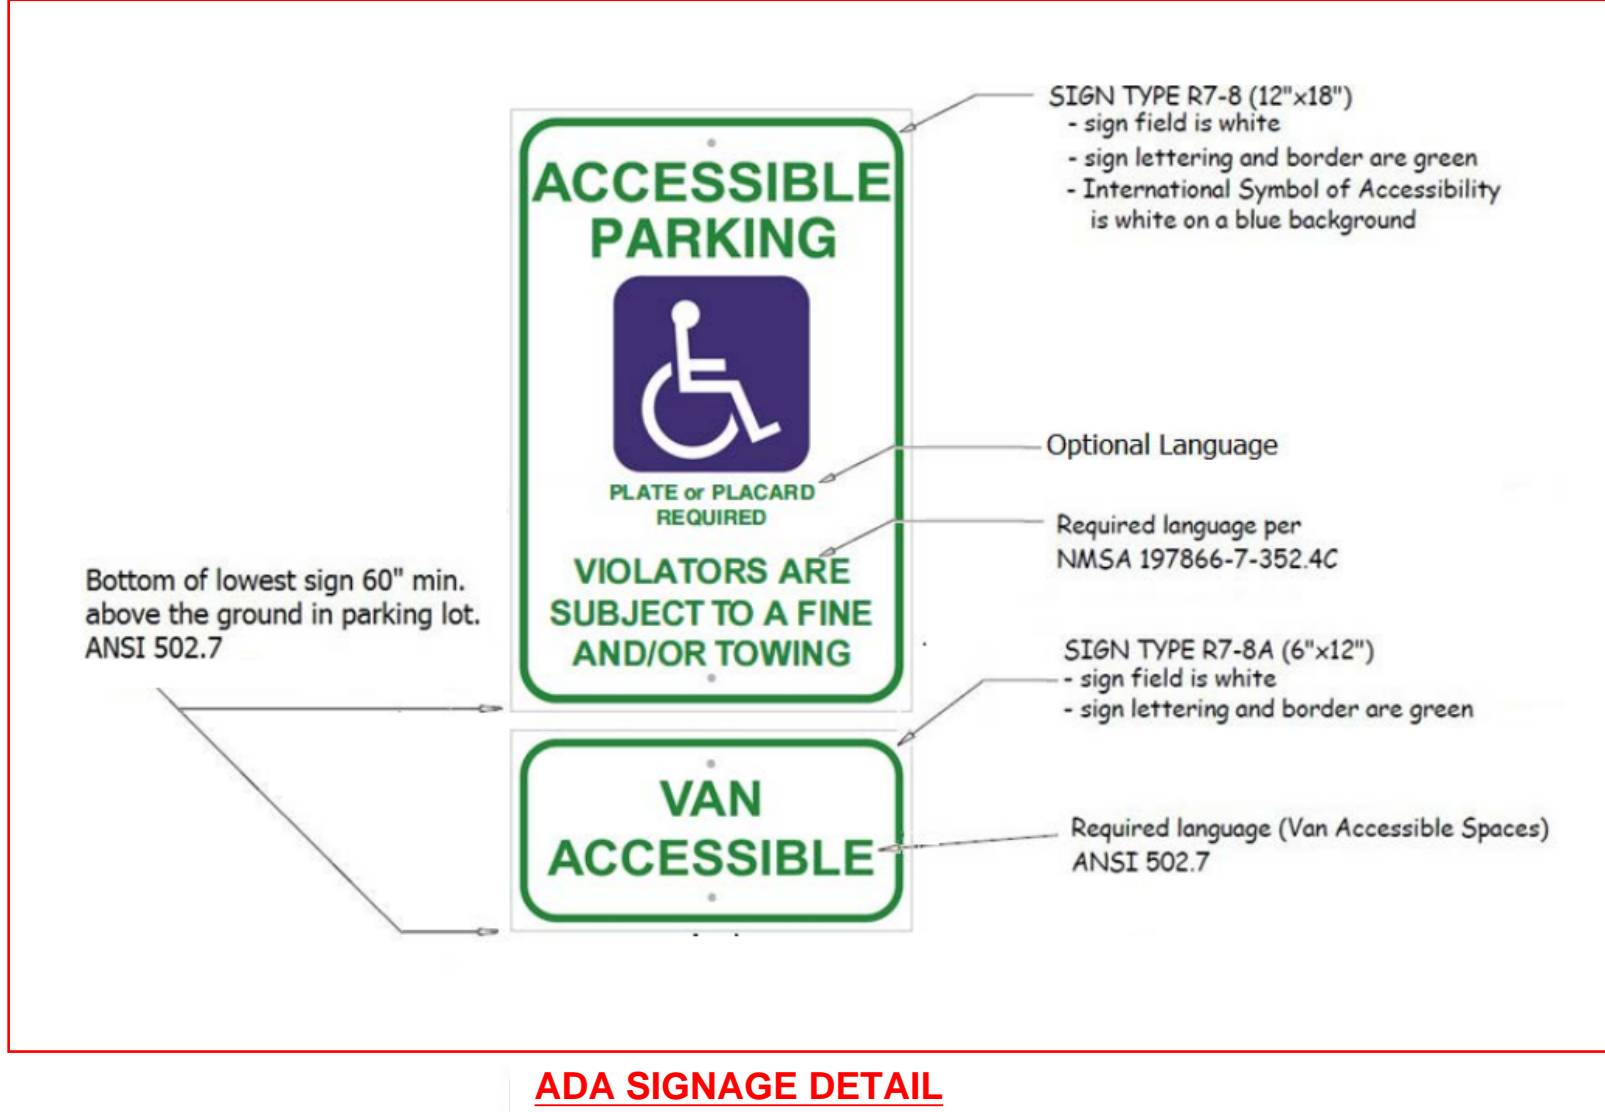 SIGN TYPE R7-8 (12"x18")
- sign field is white
- sign lettering and border are green
- International Symbol of Accessibility
is white on a blue background
ACCESSIBLE
PARKING
Optional Language
PLATE or PLACARD
REQUIRED
Required language per
NMSA 197866-7-352.4C
VIOLATORS ARE
SUBJECT TO A FINE
AND/OR TOWING
Bottom of lowest sign 60" min.
above the ground in parking lot.
ANSI 502.7
SIGN TYPE R7-8A (6"x12")
- sign field is white
- sign lettering and border are green
VAN
ACCESSIBLE
Required language (Van Accessible Spaces)
ANSI 502.7
ADA SIGNAGE DETAIL